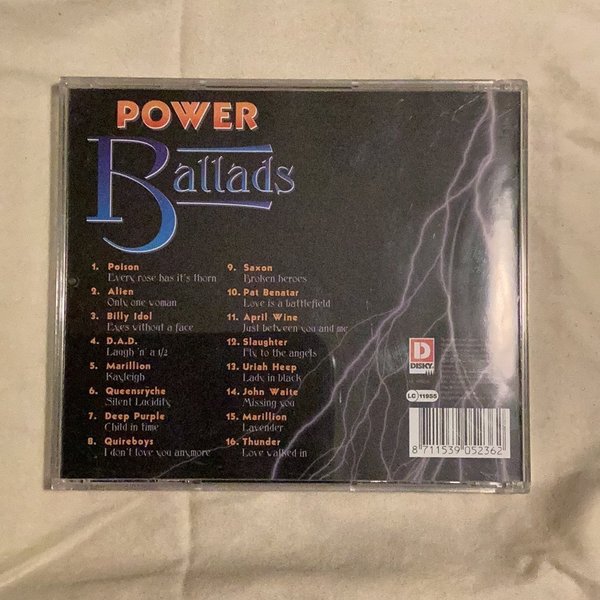 POWER
Ballads
1. Poison
Every rose has it's thorn
2. Alien
Only one woman
3. Billy Idol
Eyes without a face
4. D.A.D.
Laugh 'n' a 1/2
5. Marillion
Kayleigh
6. Queensrÿche
Silent Lucidity
7. Deep Purple
Child in time
8. Quireboys
I don't love you anymore
9. Saxon
Broken heroes
10. Pat Benatar
Love is a battlefield
11. April Wine
Just between you and me
12. Slaughter
Fly to the angels
13. Uriah Heep
Lady in black
14. John Waite
Missing you
15. Marillion
Lavender
16. Thunder
Love walked in
D
DISKY
LC 11955
8 711539 052362